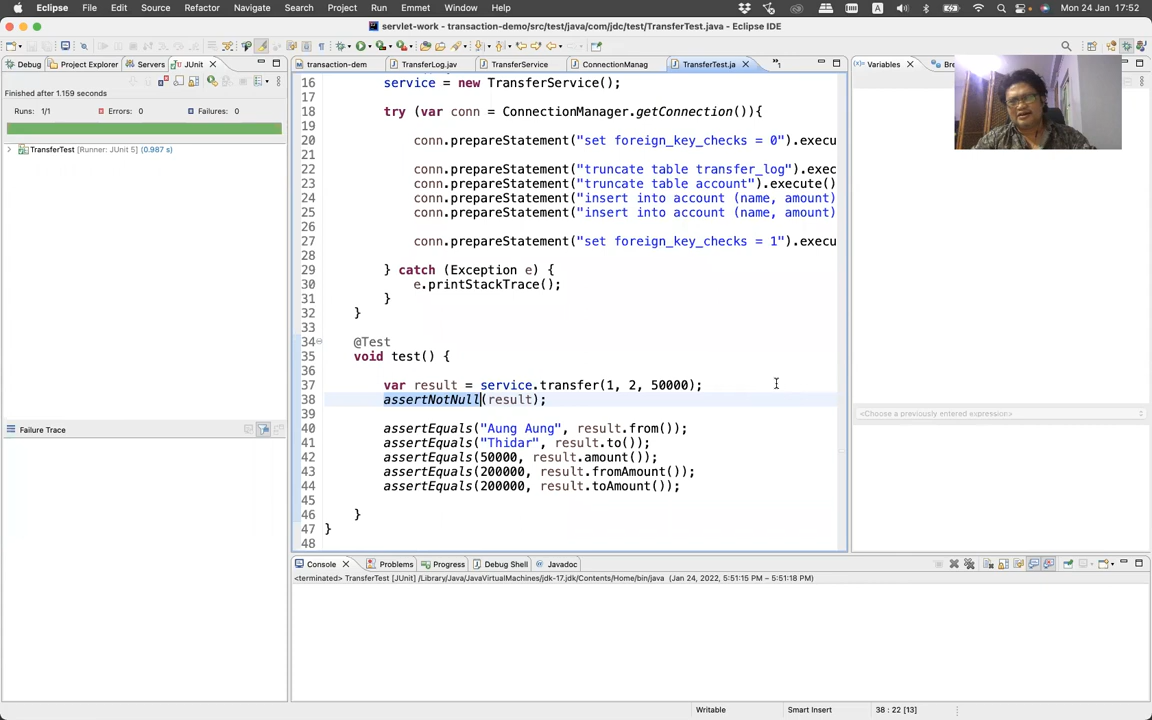 Eclipse File Edit Source Refactor Navigate Search Project Run Emmet Window Help Mon 24 Jan 17:52
servlet-work - transaction-demo/src/test/java/com/jdc/test/TransferTest.java - Eclipse IDE
Debug Project Explorer Servers JUnit
transaction-dem TransferLog.jav TransferService ConnectionManag TransferTest.ja
Variables Bre
Finished after 1.159 seconds
Runs: 1/1 Errors: 0 Failures: 0
TransferTest [Runner: JUnit 5] (0.987 s)
Failure Trace
16 service = new TransferService();
17
18 try (var conn = ConnectionManager.getConnection()){
19
20 conn.prepareStatement("set foreign_key_checks = 0").execu
21
22 conn.prepareStatement("truncate table transfer_log").exec
23 conn.prepareStatement("truncate table account").execute()
24 conn.prepareStatement("insert into account (name, amount)
25 conn.prepareStatement("insert into account (name, amount)
26
27 conn.prepareStatement("set foreign_key_checks = 1").execu
28
29 } catch (Exception e) {
30 e.printStackTrace();
31 }
32 }
33
34 @Test
35 void test() {
36
37 var result = service.transfer(1, 2, 50000);
38 assertNotNull(result);
39
40 assertEquals("Aung Aung", result.from());
41 assertEquals("Thidar", result.to());
42 assertEquals(50000, result.amount());
43 assertEquals(200000, result.fromAmount());
44 assertEquals(200000, result.toAmount());
45
46 }
47 }
48
<Choose a previously entered expression>
Console Problems Progress Debug Shell Javadoc
<terminated> TransferTest [JUnit] /Library/Java/JavaVirtualMachines/jdk-17.jdk/Contents/Home/bin/java (Jan 24, 2022, 5:51:15 PM – 5:51:18 PM)
Writable Smart Insert 38 : 22 [13]